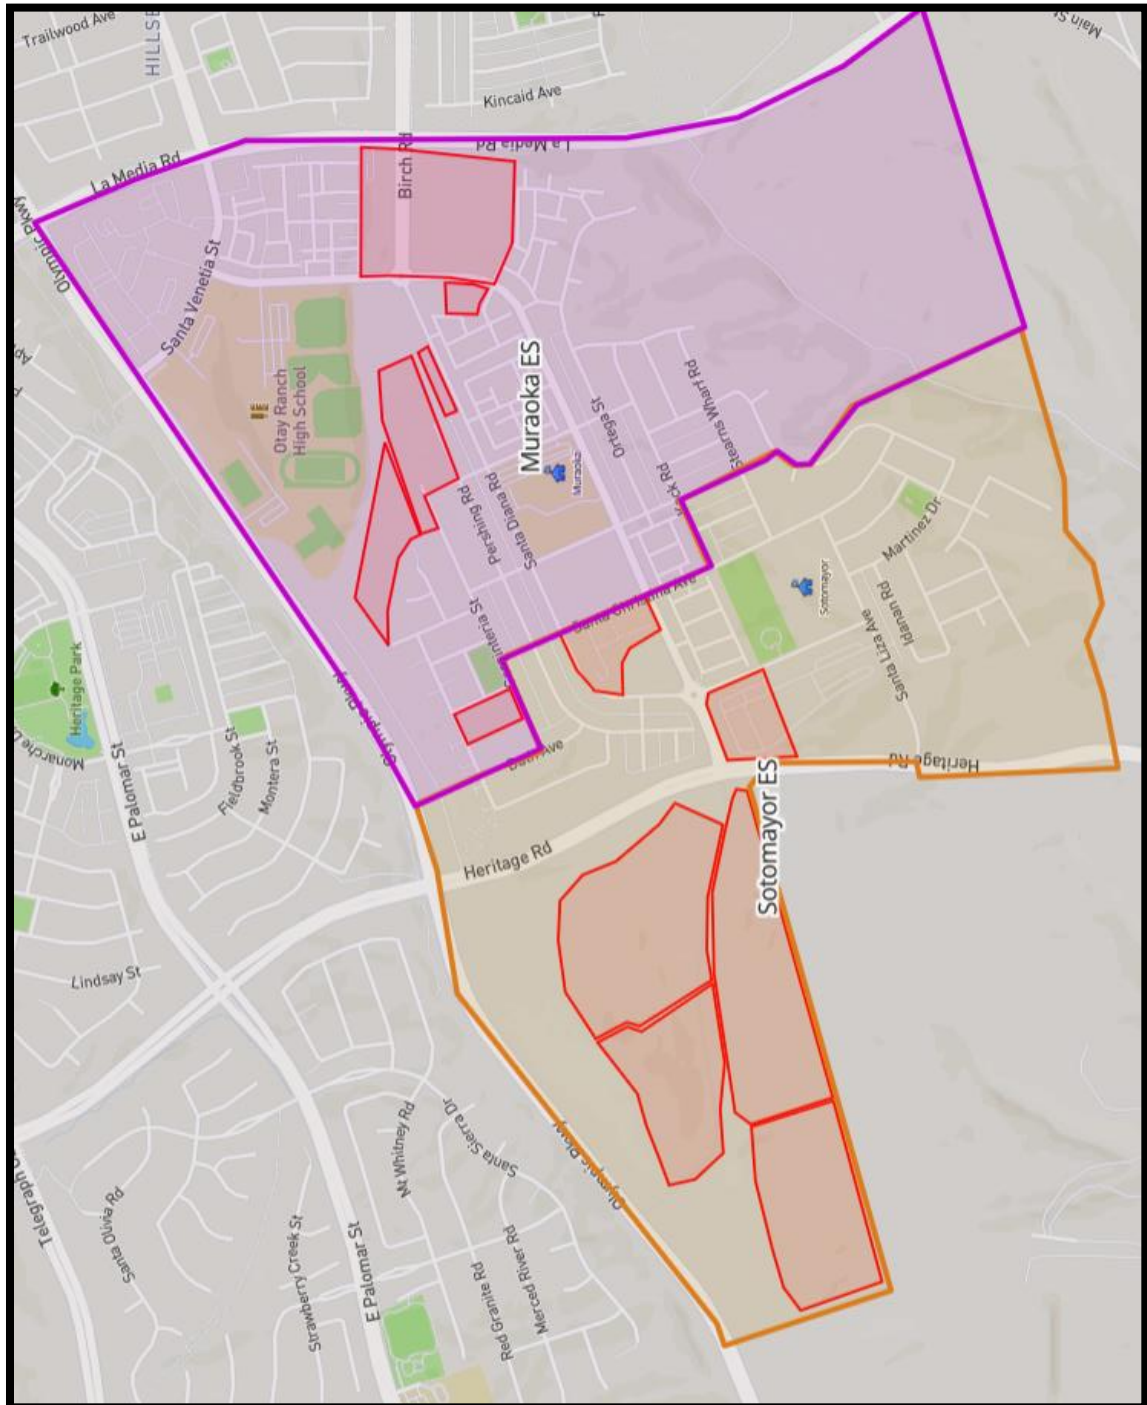 Trailwood Ave
HILLSE
Main St
Kincaid Ave
La Media Rd
La Media Rd
Birch Rd
Olympic Pkwy
Santa Venetia St
Otay Ranch
High School
Muraoka ES
Muraoka
Ortega St
Stearns Wharf Rd
Pershing Rd
Santa Diana Rd
Martinez Dr
Sotomayor
Idanan Rd
Santa Liza Ave
Heritage Park
Monarche D
E Palomar St
Fieldbrook St
Montera St
Olympic Pkwy
Heritage Rd
Heritage Rd
Sotomayor ES
Lindsay St
Telegraph C
Santa Olivia Rd
Mt Whitney Rd
Santa Sierra Dr
Olympic Pkwy
Strawberry Creek St
E Palomar St
Red Granite Rd
Merced River Rd